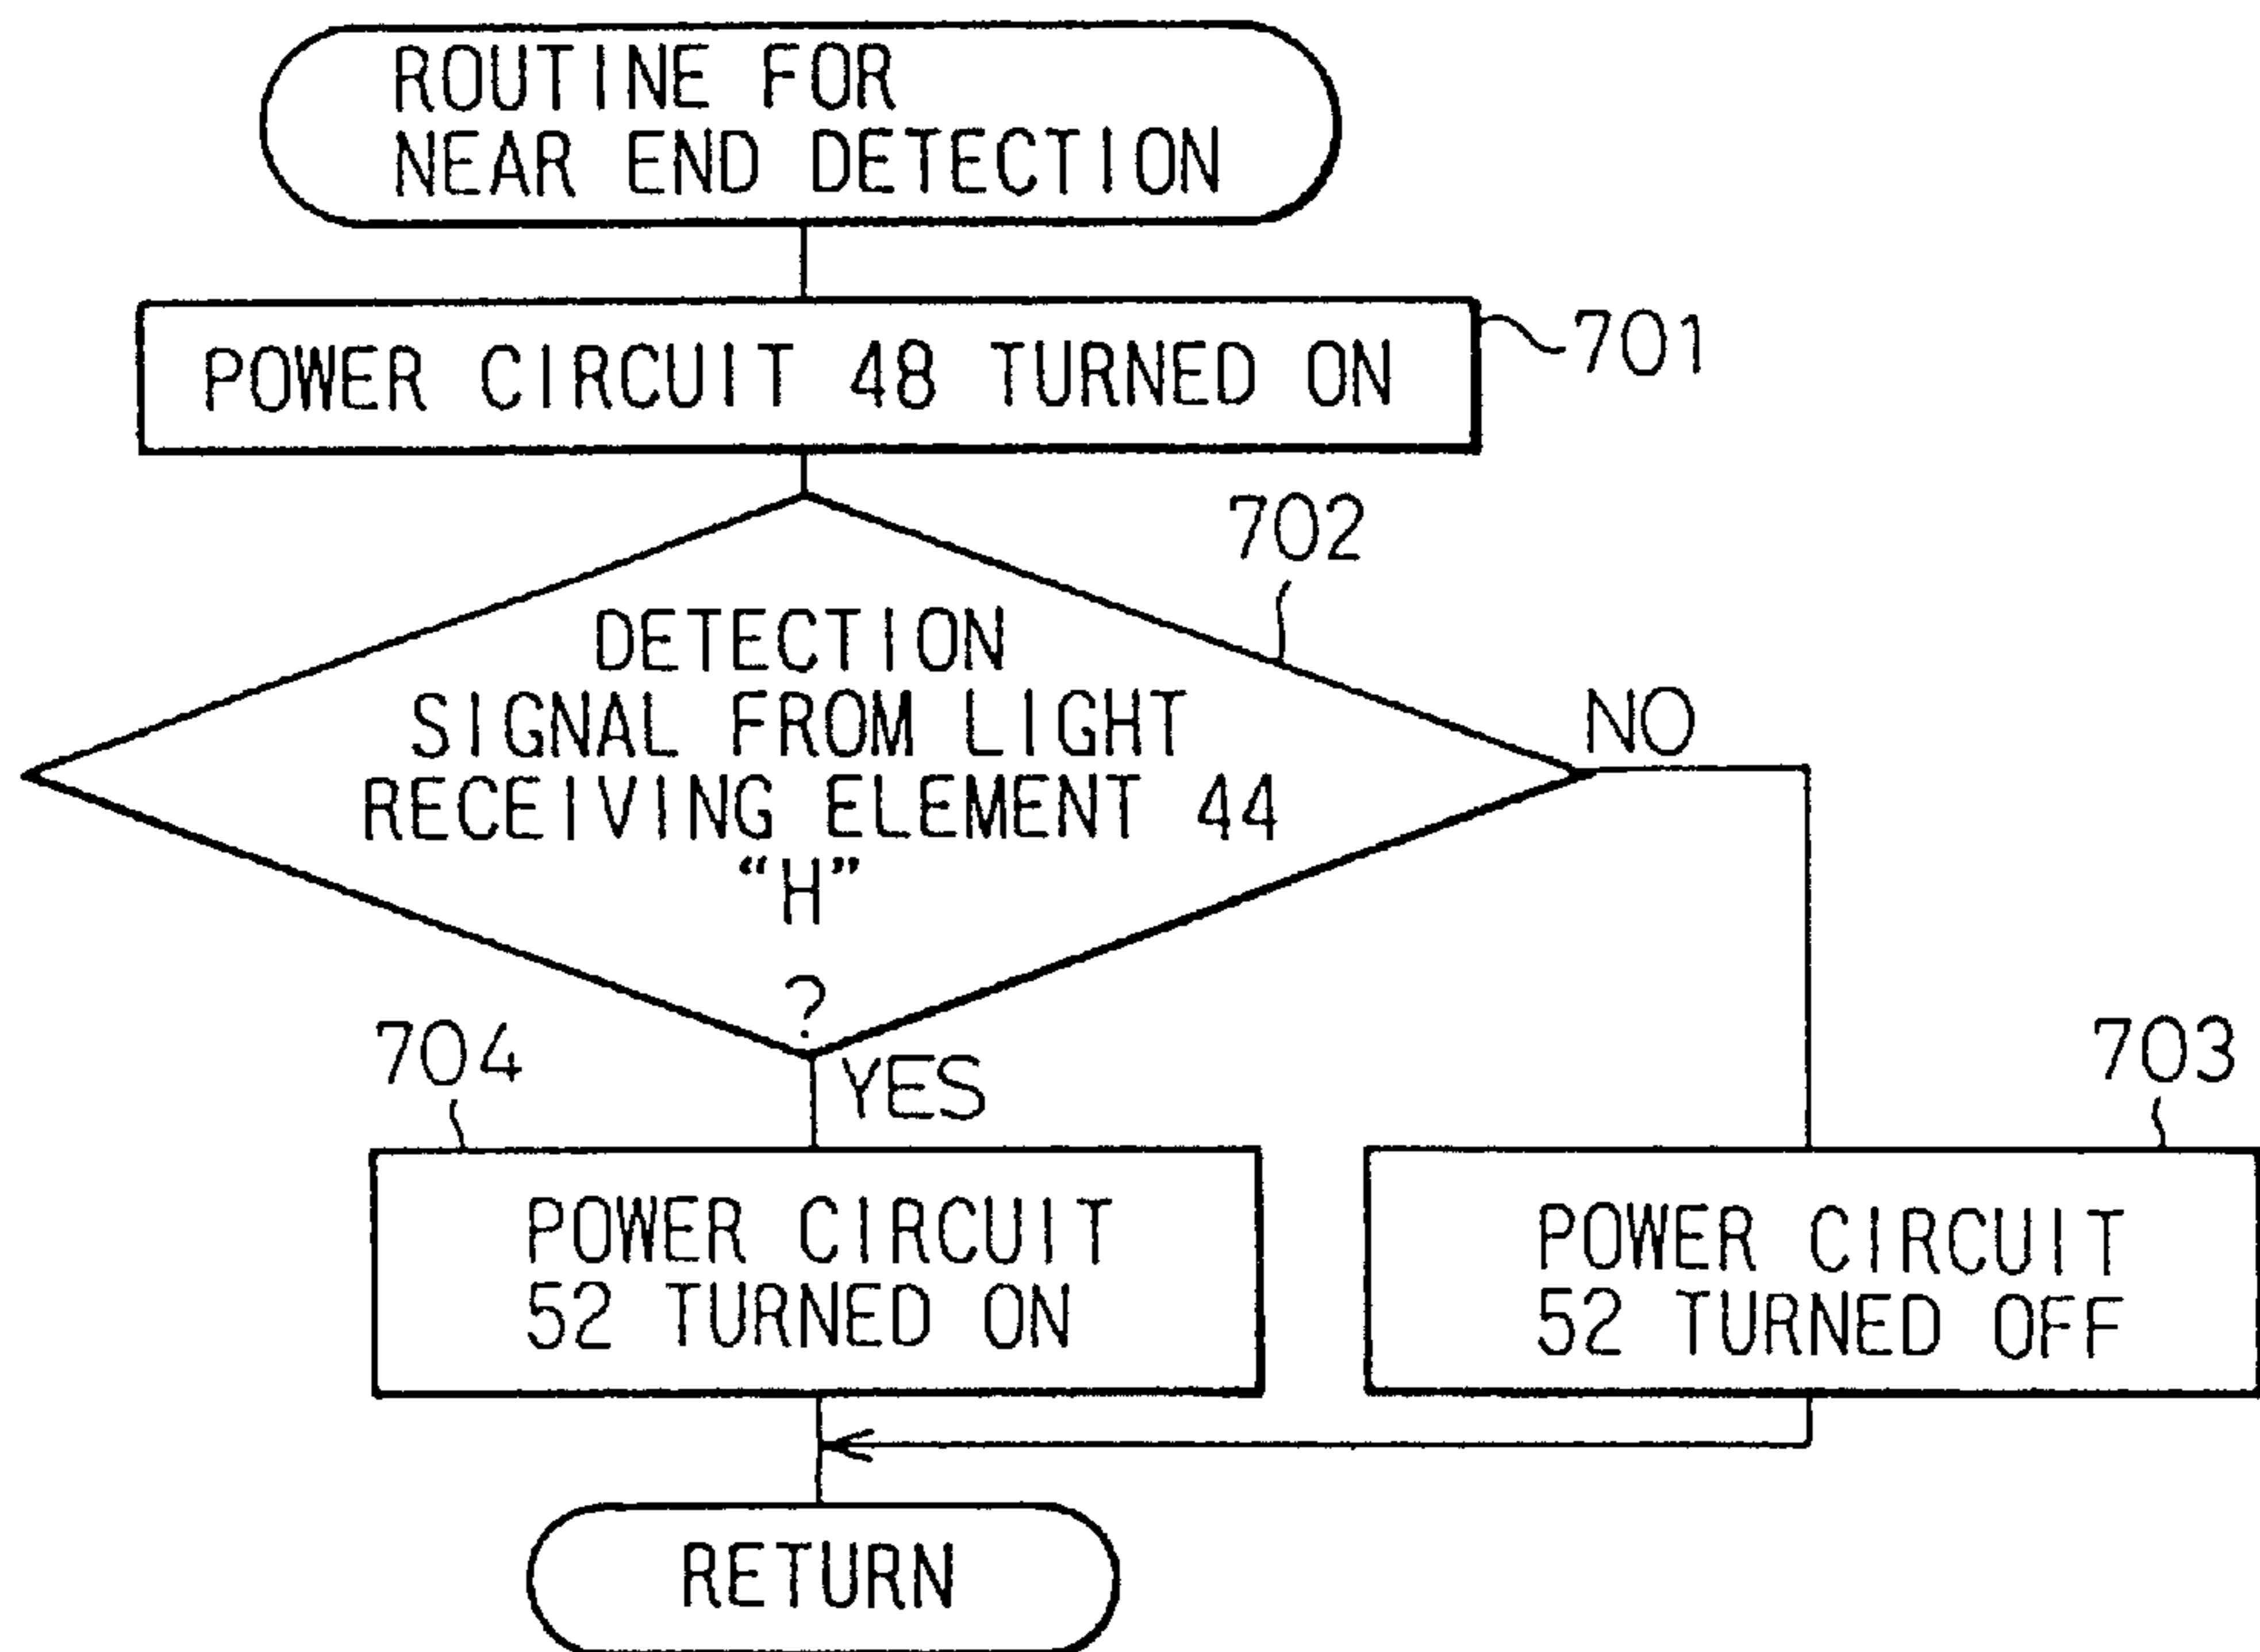 ROUTINE FOR
NEAR END DETECTION
POWER CIRCUIT 48 TURNED ON
701
702
DETECTION
SIGNAL FROM LIGHT
RECEIVING ELEMENT 44
“H”
?
NO
YES
704
POWER CIRCUIT
52 TURNED ON
703
POWER CIRCUIT
52 TURNED OFF
RETURN